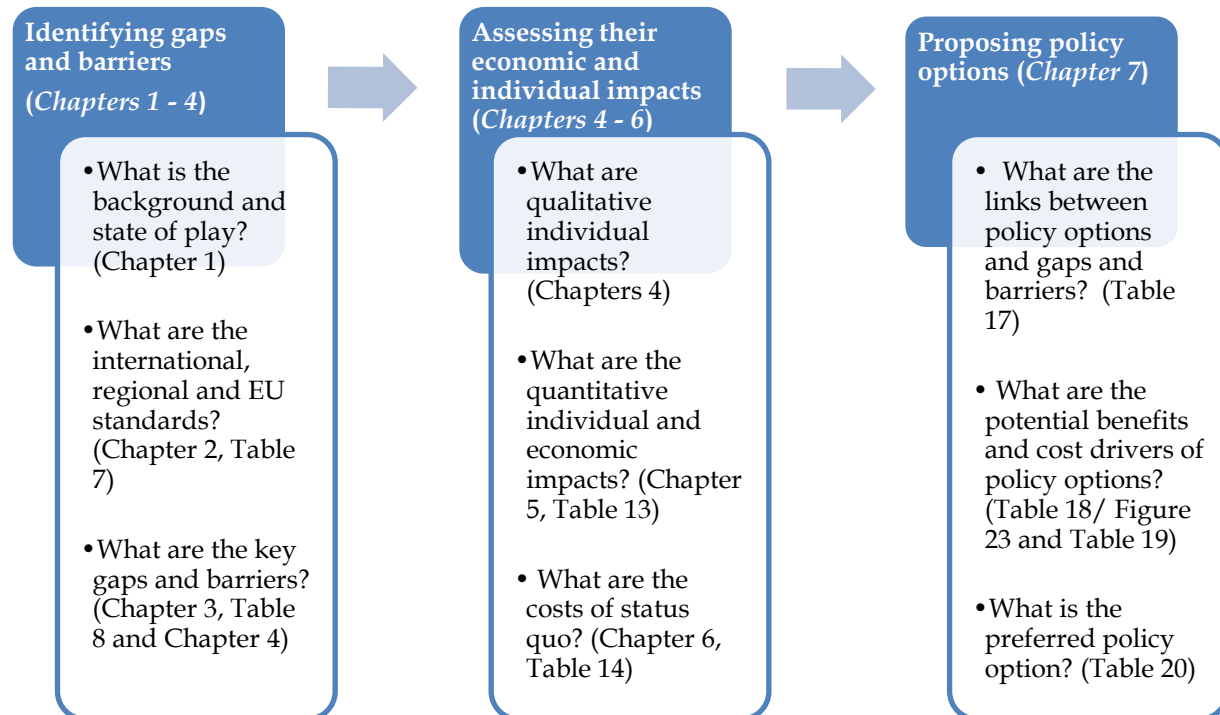 Identifying gaps
and barriers
(Chapters 1 - 4)
•What is the
background and
state of play?
(Chapter 1)
•What are the
international,
regional and EU
standards?
(Chapter 2, Table
7)
•What are the key
gaps and barriers?
(Chapter 3, Table
8 and Chapter 4)
Assessing their
economic and
individual impacts
(Chapters 4 - 6)
•What are
qualitative
individual
impacts?
(Chapters 4)
•What are the
quantitative
individual and
economic
impacts? (Chapter
5, Table 13)
• What are the
costs of status
quo? (Chapter 6,
Table 14)
Proposing policy
options (Chapter 7)
• What are the
links between
policy options
and gaps and
barriers? (Table
17)
• What are the
potential benefits
and cost drivers of
policy options?
(Table 18/ Figure
23 and Table 19)
•What is the
preferred policy
option? (Table 20)